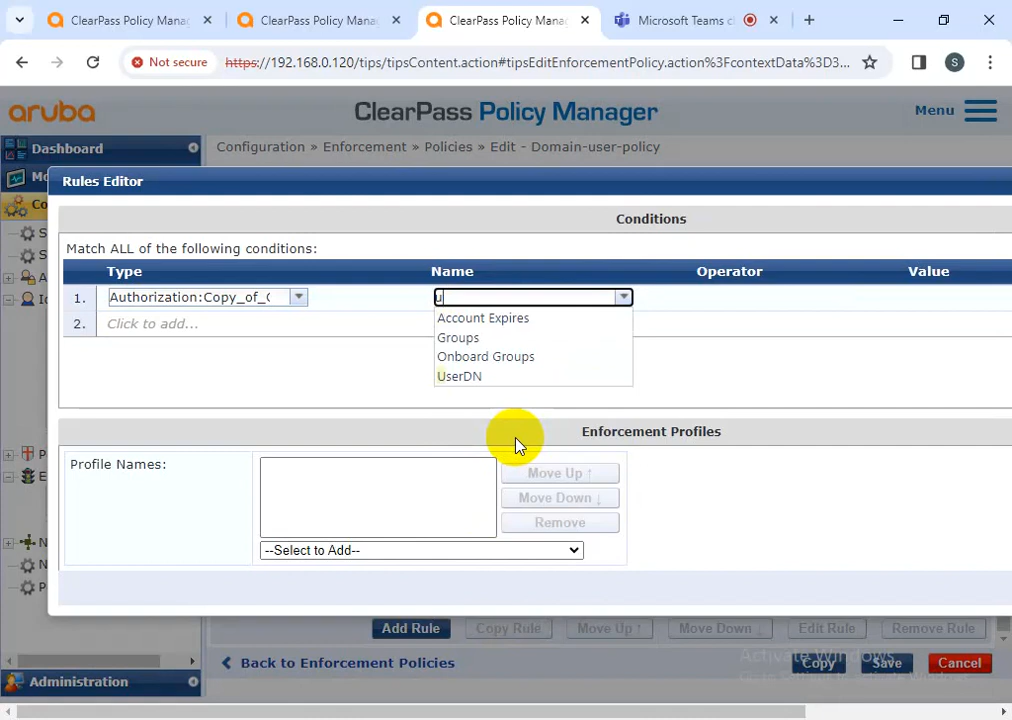 ClearPass Policy Mana × ClearPass Policy Mana × ClearPass Policy Mana × Microsoft Teams c × +
Not secure https://192.168.0.120/tips/tipsContent.action#tipsEditEnforcementPolicy.action%3FcontextData%3D3... S
aruba ClearPass Policy Manager Menu
Dashboard Configuration » Enforcement » Policies » Edit - Domain-user-policy
Mo
Rules Editor
Co
Conditions
S
Match ALL of the following conditions:
S
Type Name Operator Value
A
1. Authorization:Copy_of_ u
Id
2. Click to add...
Account Expires
Groups
Onboard Groups
UserDN
Enforcement Profiles
P
Profile Names: Move Up ↑
E
Move Down ↓
Remove
N
--Select to Add--
N
P
Add Rule Copy Rule Move Up ↑ Move Down ↓ Edit Rule Remove Rule
Activate Windows
Back to Enforcement Policies Copy Save Cancel
Administration